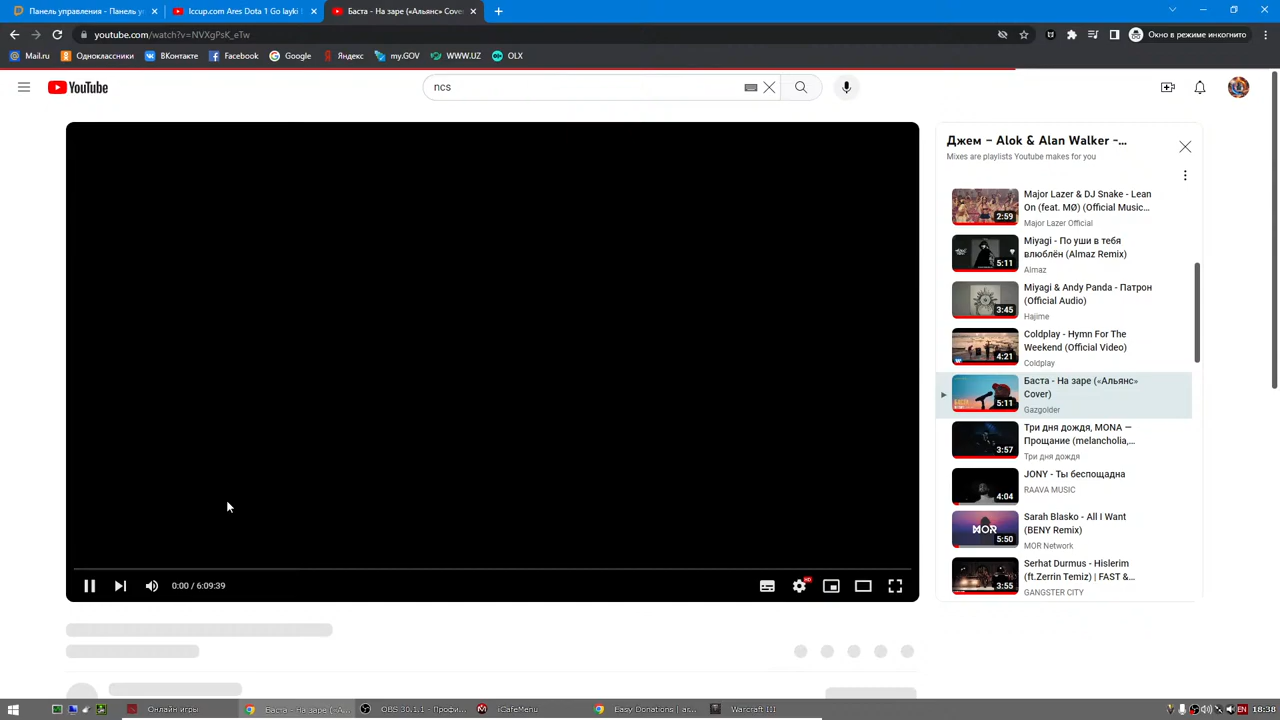 Панель управления - Панель уп
Iccup.com Ares Dota 1 Go layki l
Баста - На заре («Альянс» Cover)
youtube.com/watch?v=NVXgPsK_eTw
Окно в режиме инкогнито
Mail.ru
Одноклассники
ВКонтакте
Facebook
Google
Яндекс
my.GOV
WWW.UZ
OLX
YouTube
ncs
Джем – Alok & Alan Walker -...
Mixes are playlists Youtube makes for you
Major Lazer & DJ Snake - Lean
On (feat. MØ) (Official Music...
Major Lazer Official
2:59
Miyagi - По уши в тебя
влюблён (Almaz Remix)
Almaz
5:11
Miyagi & Andy Panda - Патрон
(Official Audio)
Hajime
3:45
Coldplay - Hymn For The
Weekend (Official Video)
Coldplay
4:21
Баста - На заре («Альянс»
Cover)
Gazgolder
5:11
Три дня дождя, MONA —
Прощание (melancholia,...
Три дня дождя
3:57
JONY - Ты беспощадна
RAAVA MUSIC
4:04
Sarah Blasko - All I Want
(BENY Remix)
MOR Network
MOR
5:50
Serhat Durmus - Hislerim
(ft.Zerrin Temiz) | FAST &...
GANGSTER CITY
3:55
0:00 / 6:09:39
HD
Онлайн игры
Баста - На заре («А...
OBS 30.1.1 - Профи...
iCafeMenu
Easy Donations | ав...
Warcraft III
EN
18:38